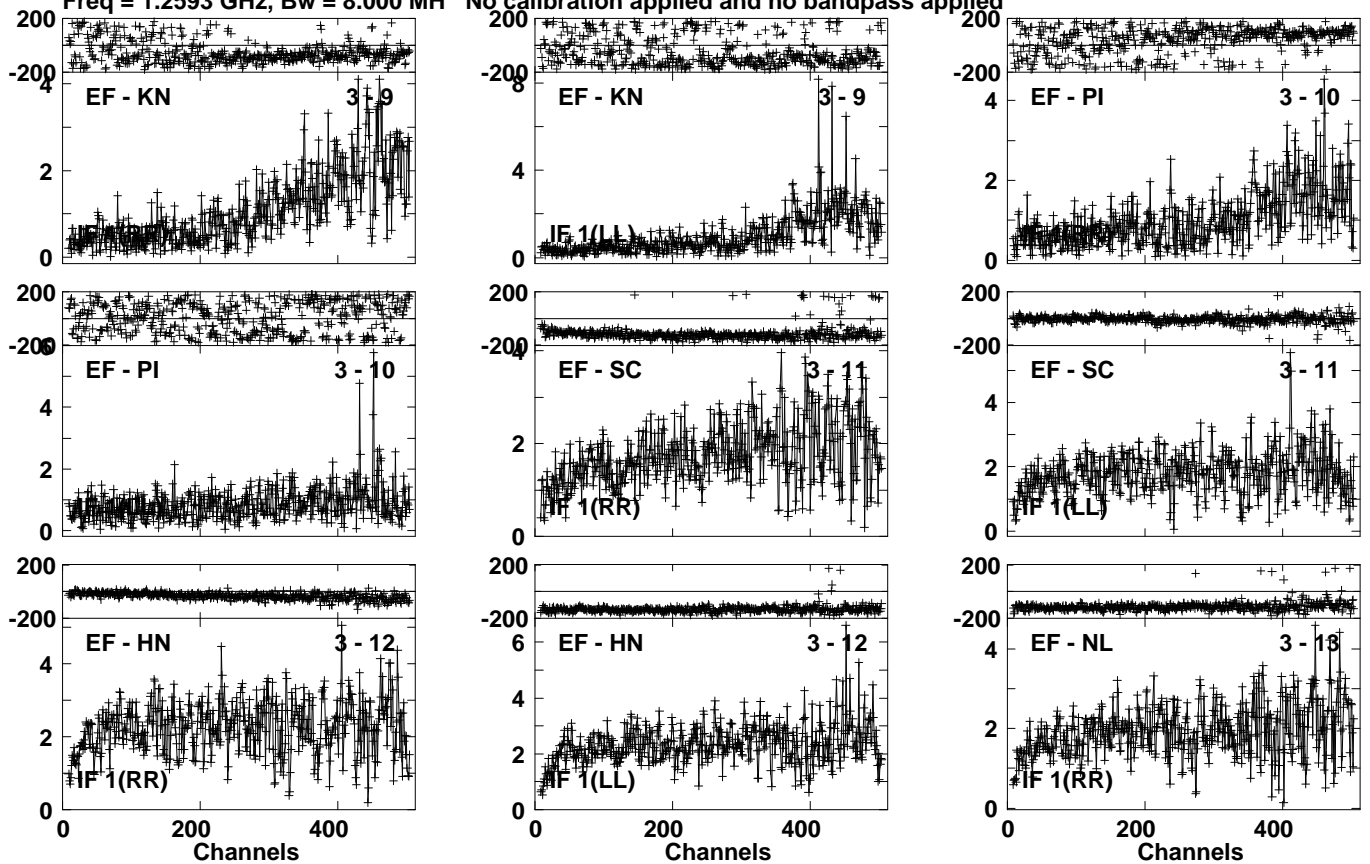 Freq = 1.2593 GHz, Bw = 8.000 MH No calibration applied and no bandpass applied
200 200 200
-200 -200 -200
4 8 4
EF - KN 3 - 9 EF - KN 3 - 9 EF - PI 3 - 10
2 4 2
IF 1(LL)
0 0 0
200 200 200
-200 -200 -200
6 4
EF - PI 3 - 10 EF - SC 3 - 11 EF - SC 3 - 11
4 2 4
2 2
IF 1(RR) IF 1(LL)
0 0 0
200 200 200
-200 -200 -200
EF - HN 3 - 12 EF - HN 3 - 12 EF - NL 3 - 13
4 6 4
2 4 2
2
IF 1(RR) IF 1(LL) IF 1(RR)
0 0 0
0 200 400 0 200 400 0 200 400
Channels Channels Channels